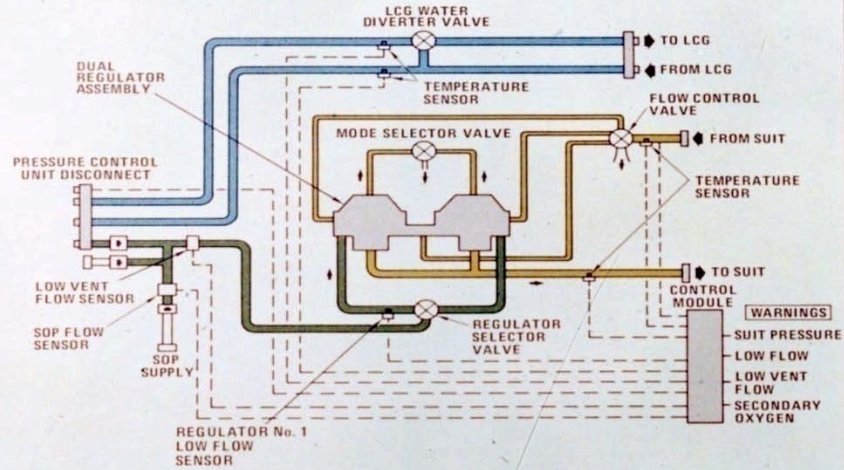 LCG WATER
DIVERTER VALVE
TO LCG
FROM LCG
DUAL
REGULATOR
ASSEMBLY
TEMPERATURE
SENSOR
FLOW CONTROL
VALVE
MODE SELECTOR VALVE
FROM SUIT
PRESSURE CONTROL
UNIT DISCONNECT
TEMPERATURE
SENSOR
LOW VENT
FLOW SENSOR
TO SUIT
CONTROL
MODULE
WARNINGS
SOP FLOW
SENSOR
REGULATOR
SELECTOR
VALVE
SUIT PRESSURE
SOP
SUPPLY
LOW FLOW
LOW VENT
FLOW
SECONDARY
OXYGEN
REGULATOR No. 1
LOW FLOW
SENSOR